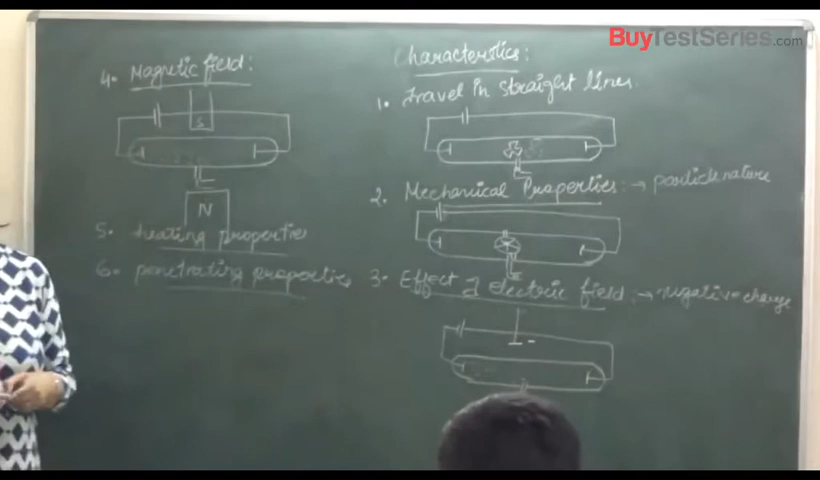 BuyTestSeries.com
Characteristics:
1. Travel in straight lines.
2. Mechanical Properties: → particle nature
3. Effect of electric field: → negative charge
-
4. Magnetic field:
S
N
5. heating properties
6. penetrating properties